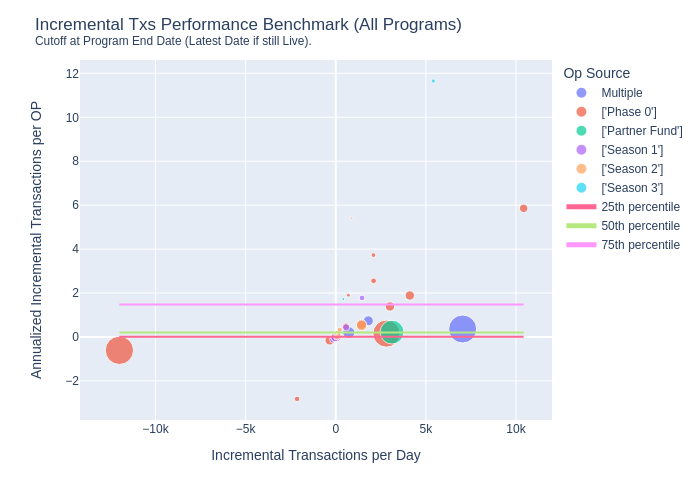 Incremental Txs Performance Benchmark (All Programs)
Cutoff at Program End Date (Latest Date if still Live).
Op Source
Multiple
['Phase 0']
['Partner Fund']
['Season 1']
['Season 2']
['Season 3']
25th percentile
50th percentile
75th percentile
Annualized Incremental Transactions per OP
12
10
8
6
4
2
0
−2
−10k
−5k
0
5k
10k
Incremental Transactions per Day